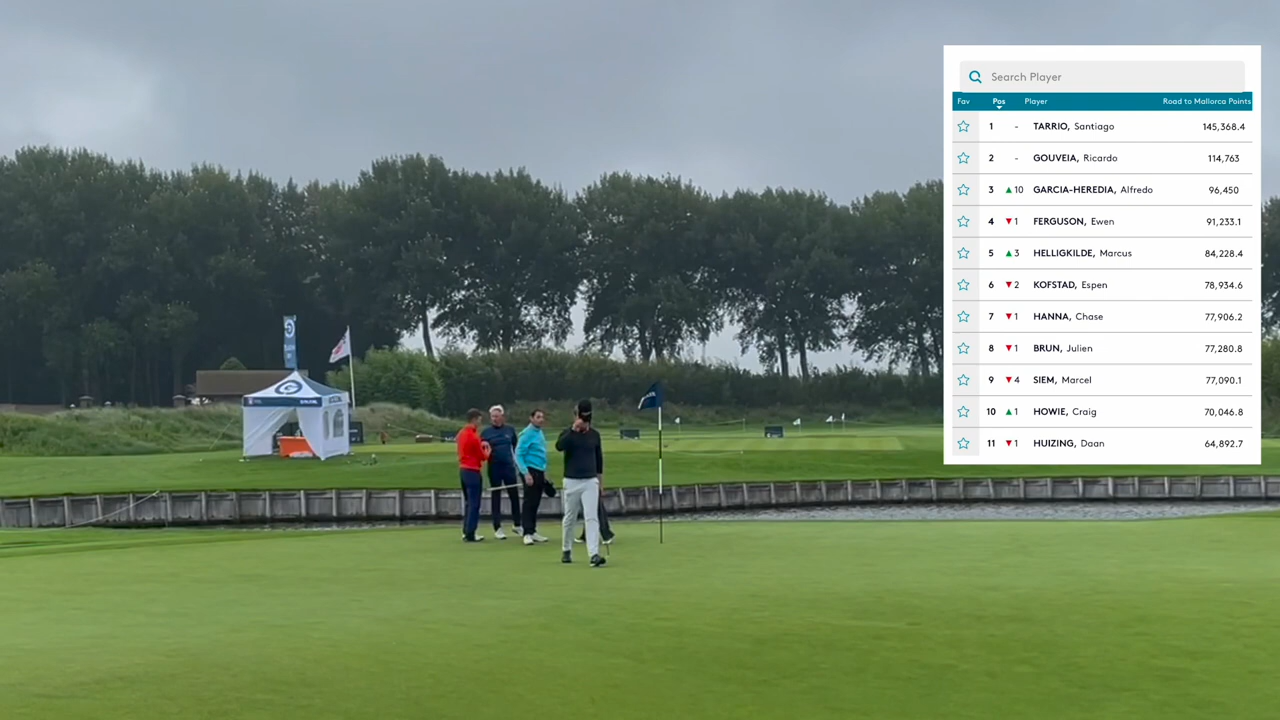 Search Player
Fav Pos Player Road to Mallorca Points
1 - TARRIO, Santiago 145,368.4
2 - GOUVEIA, Ricardo 114,763
3 ▲10 GARCIA-HEREDIA, Alfredo 96,450
4 ▼1 FERGUSON, Ewen 91,233.1
5 ▲3 HELLIGKILDE, Marcus 84,228.4
6 ▼2 KOFSTAD, Espen 78,934.6
7 ▼1 HANNA, Chase 77,906.2
8 ▼1 BRUN, Julien 77,280.8
9 ▼4 SIEM, Marcel 77,090.1
10 ▲1 HOWIE, Craig 70,046.8
11 ▼1 HUIZING, Daan 64,892.7